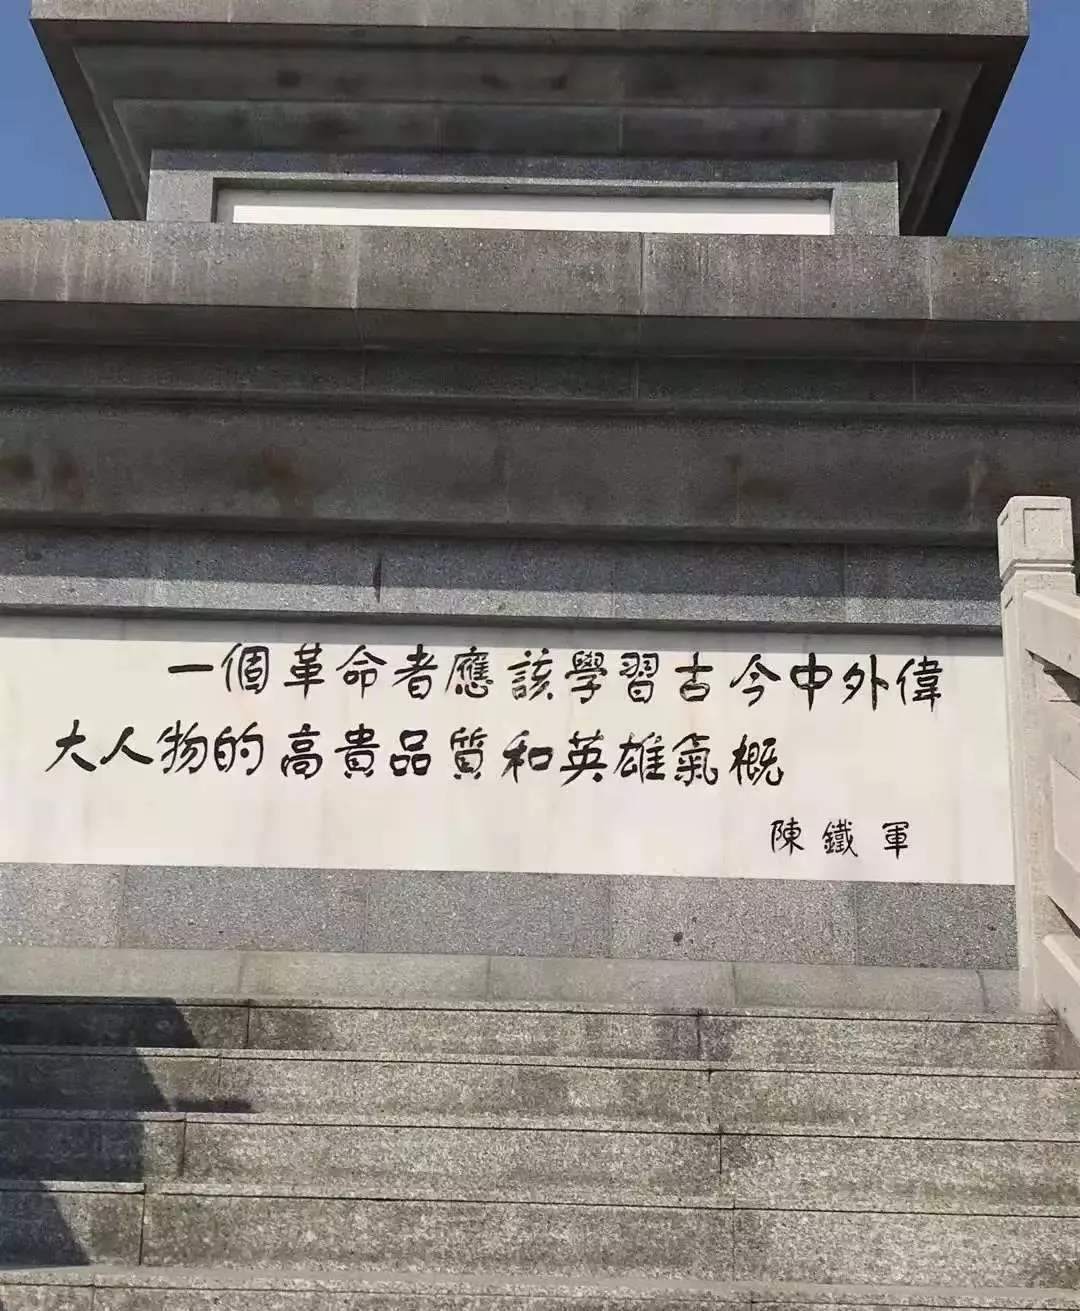 一個革命者應該學習古今中外偉
大人物的高貴品質和英雄氣概
陳鐵軍